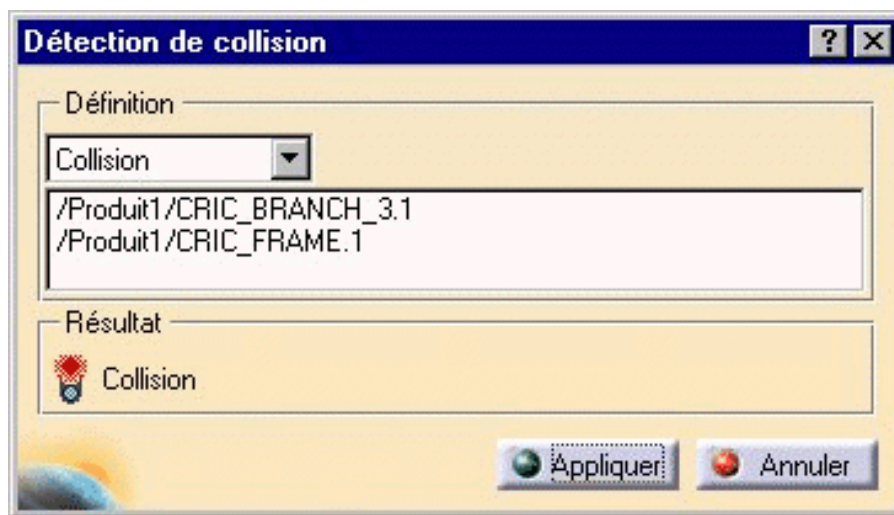 Détection de collision
Définition
Collision
/Produit1/CRIC_BRANCH_3.1
/Produit1/CRIC_FRAME.1
Résultat
Collision
Appliquer Annuler